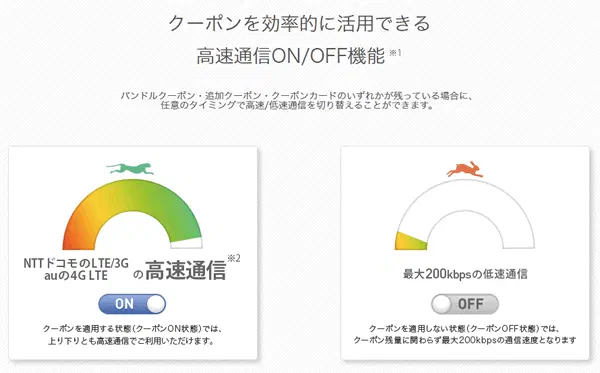 クーポンを効率的に活用できる
高速通信ON/OFF機能※1
バンドルクーポン・追加クーポン・クーポンカードのいずれかが残っている場合に、
任意のタイミングで高速/低速通信を切り替えることができます。
NTTドコモのLTE/3G
auの4G LTE
の高速通信※2
ON
クーポンを適用する状態(クーポンON状態)では、
上り下りとも高速通信でご利用いただけます。
最大200kbpsの低速通信
OFF
クーポンを適用しない状態(クーポンOFF状態)では、
クーポン残量に関わらず最大200kbpsの通信速度となります